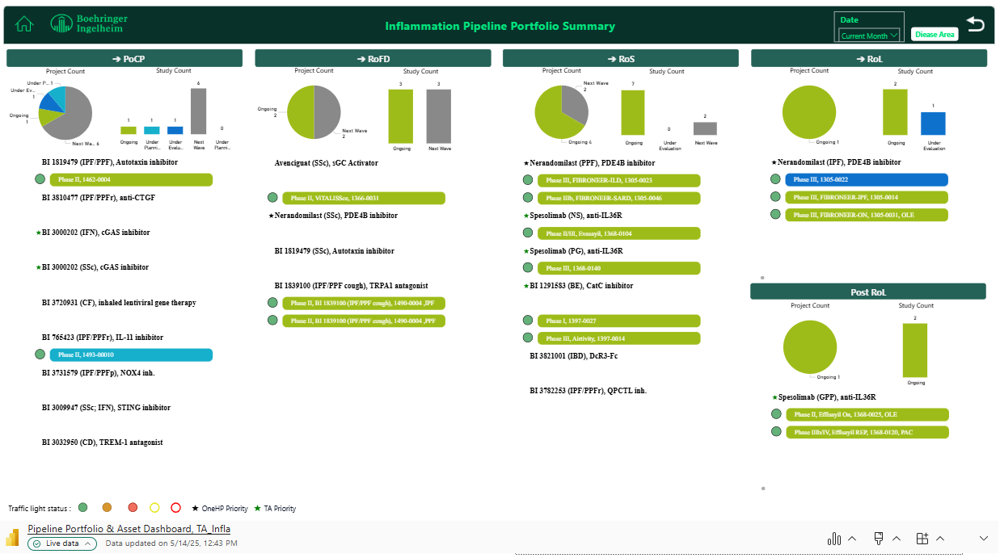 Boehringer
Ingelheim
Inflammation Pipeline Portfolio Summary
Date
Current Month
Diease Area
→ PoCP
Project Count
Study Count
Under P... 1
Under Ev...
1
Ongoing
1
Next Wa... 6
1
1
1
6
0
Ongoing
Under
Planni...
Under
Evalu...
Next
Wave
Under
Planni...
BI 1819479 (IPF/PPF), Autotaxin inhibitor
Phase II, 1462-0004
BI 3810477 (IPF/PPFr), anti-CTGF
★BI 3000202 (IFN), cGAS inhibitor
★BI 3000202 (SSc), cGAS inhibitor
BI 3720931 (CF), inhaled lentiviral gene therapy
BI 765423 (IPF/PPFr), IL-11 inhibitor
Phase II, 1493-00010
BI 3731579 (IPF/PPFp), NOX4 inh.
BI 3009947 (SSc; IFN), STING inhibitor
BI 3032950 (CD), TREM-1 antagonist
→ RoFD
Project Count
Study Count
Ongoing
2
Next Wave
2
3
3
Ongoing
Next Wave
Avenciguat (SSc), sGC Activator
Phase II, VITALISSce, 1366-0031
★Nerandomilast (SSc), PDE4B inhibitor
BI 1819479 (SSc), Autotaxin inhibitor
BI 1839100 (IPF/PPF cough), TRPA1 antagonist
Phase II, BI 1839100 (IPF/PPF cough), 1490-0004 ,IPF
Phase II, BI 1839100 (IPF/PPF cough), 1490-0004 ,PPF
→ RoS
Project Count
Study Count
Next Wave
2
Ongoing 4
7
0
2
Ongoing
Under
Evaluation
Next Wave
★Nerandomilast (PPF), PDE4B inhibitor
Phase III, FIBRONEER-ILD, 1305-0023
Phase IIIb, FIBRONEER-SARD, 1305-0046
★Spesolimab (NS), anti-IL36R
Phase II/III, Evasayil, 1368-0104
★Spesolimab (PG), anti-IL36R
Phase III, 1368-0140
★BI 1291583 (BE), CatC inhibitor
Phase I, 1397-0027
Phase III, Airtivity, 1397-0014
BI 3821001 (IBD), DcR3-Fc
BI 3782253 (IPF/PPFr), QPCTL inh.
→ RoL
Project Count
Study Count
Ongoing 1
2
1
Ongoing
Under
Evaluation
★Nerandomilast (IPF), PDE4B inhibitor
Phase III, 1305-0022
Phase III, FIBRONEER-IPF, 1305-0014
Phase III, FIBRONEER-ON, 1305-0031, OLE
Post RoL
Project Count
Study Count
Ongoing 1
2
Ongoing
★Spesolimab (GPP), anti-IL36R
Phase II, Effisayil On, 1368-0025, OLE
Phase IIIb/IV, Effisayil REP, 1368-0120, PAC
Traffic light status : ★ OneHP Priority ★ TA Priority
Pipeline Portfolio & Asset Dashboard, TA_Infla
Live data
Data updated on 5/14/25, 12:43 PM